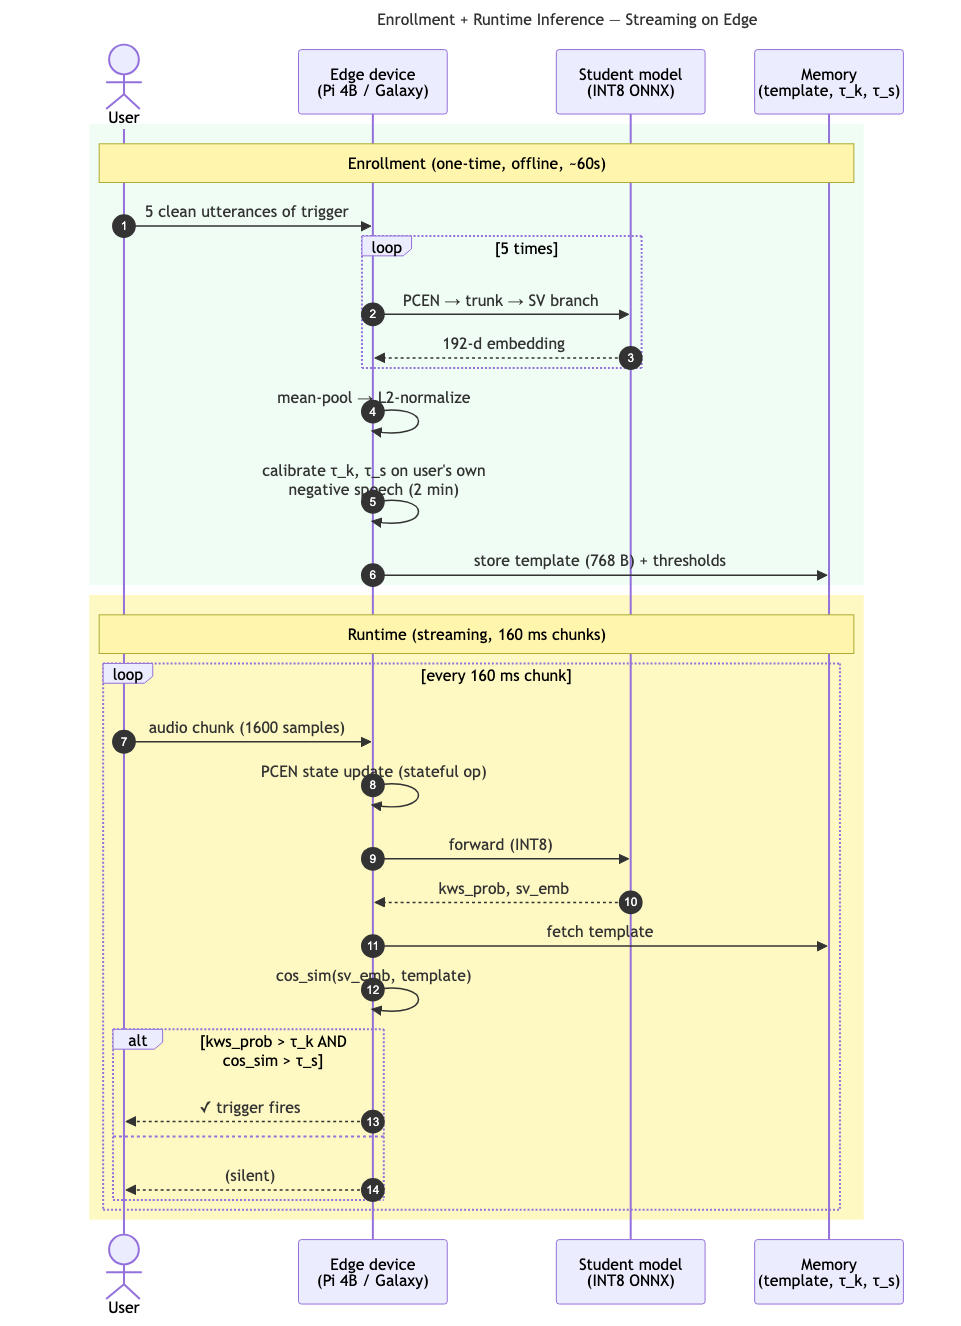 Enrollment + Runtime Inference — Streaming on Edge
User
Edge device
(Pi 4B / Galaxy)
Student model
(INT8 ONNX)
Memory
(template, τ_k, τ_s)
Enrollment (one-time, offline, ~60s)
1
5 clean utterances of trigger
loop
[5 times]
2
PCEN → trunk → SV branch
192-d embedding
3
mean-pool → L2-normalize
4
calibrate τ_k, τ_s on user's own
negative speech (2 min)
5
store template (768 B) + thresholds
6
Runtime (streaming, 160 ms chunks)
loop
[every 160 ms chunk]
audio chunk (1600 samples)
7
PCEN state update (stateful op)
8
forward (INT8)
9
kws_prob, sv_emb
10
fetch template
11
cos_sim(sv_emb, template)
12
alt
[kws_prob > τ_k AND
cos_sim > τ_s]
✓ trigger fires
13
(silent)
14
User
Edge device
(Pi 4B / Galaxy)
Student model
(INT8 ONNX)
Memory
(template, τ_k, τ_s)